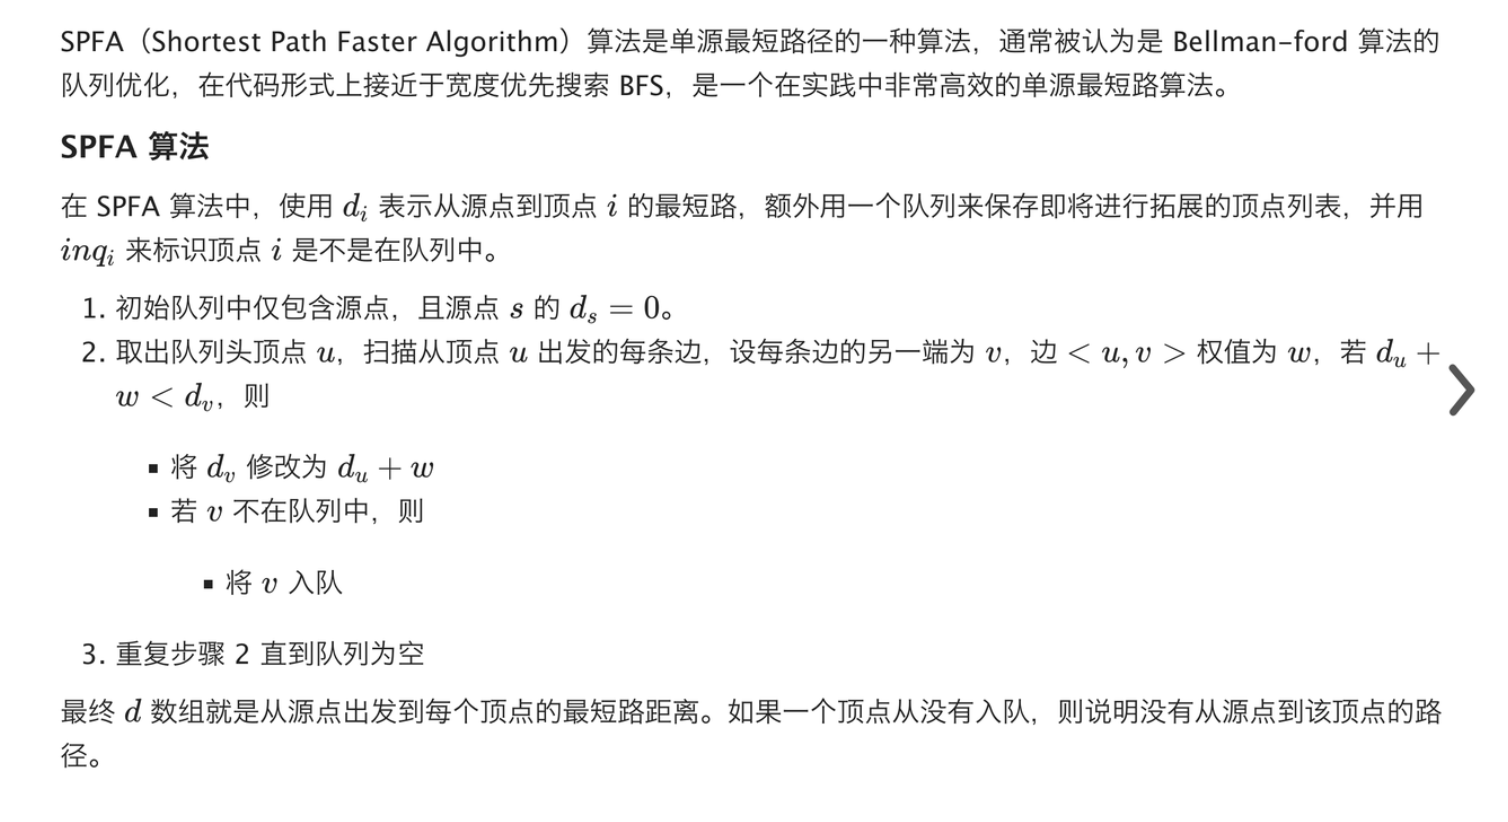 SPFA（Shortest Path Faster Algorithm）算法是单源最短路径的一种算法，通常被认为是 Bellman-ford 算法的
队列优化，在代码形式上接近于宽度优先搜索 BFS，是一个在实践中非常高效的单源最短路算法。
SPFA 算法
在 SPFA 算法中，使用 dᵢ 表示从源点到顶点 i 的最短路，额外用一个队列来保存即将进行拓展的顶点列表，并用
inqᵢ 来标识顶点 i 是不是在队列中。
1. 初始队列中仅包含源点，且源点 s 的 dₛ = 0。
2. 取出队列头顶点 u，扫描从顶点 u 出发的每条边，设每条边的另一端为 v，边 < u, v > 权值为 w，若 dᵤ +
w < dᵥ，则
▪ 将 dᵥ 修改为 dᵤ + w
▪ 若 v 不在队列中，则
▪ 将 v 入队
3. 重复步骤 2 直到队列为空
最终 d 数组就是从源点出发到每个顶点的最短路距离。如果一个顶点从没有入队，则说明没有从源点到该顶点的路
径。